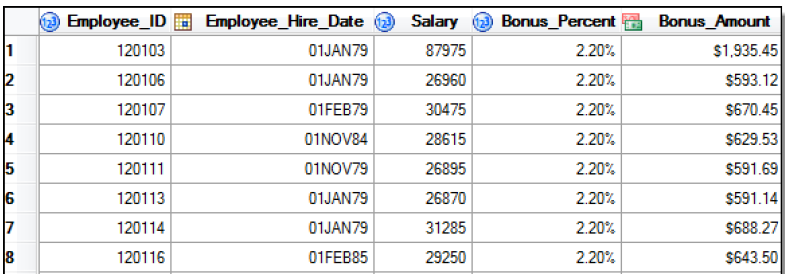 Employee_ID Employee_Hire_Date Salary Bonus_Percent Bonus_Amount
1 120103 01JAN79 87975 2.20% $1,935.45
2 120106 01JAN79 26960 2.20% $593.12
3 120107 01FEB79 30475 2.20% $670.45
4 120110 01NOV84 28615 2.20% $629.53
5 120111 01NOV79 26895 2.20% $591.69
6 120113 01JAN79 26870 2.20% $591.14
7 120114 01JAN79 31285 2.20% $688.27
8 120116 01FEB85 29250 2.20% $643.50